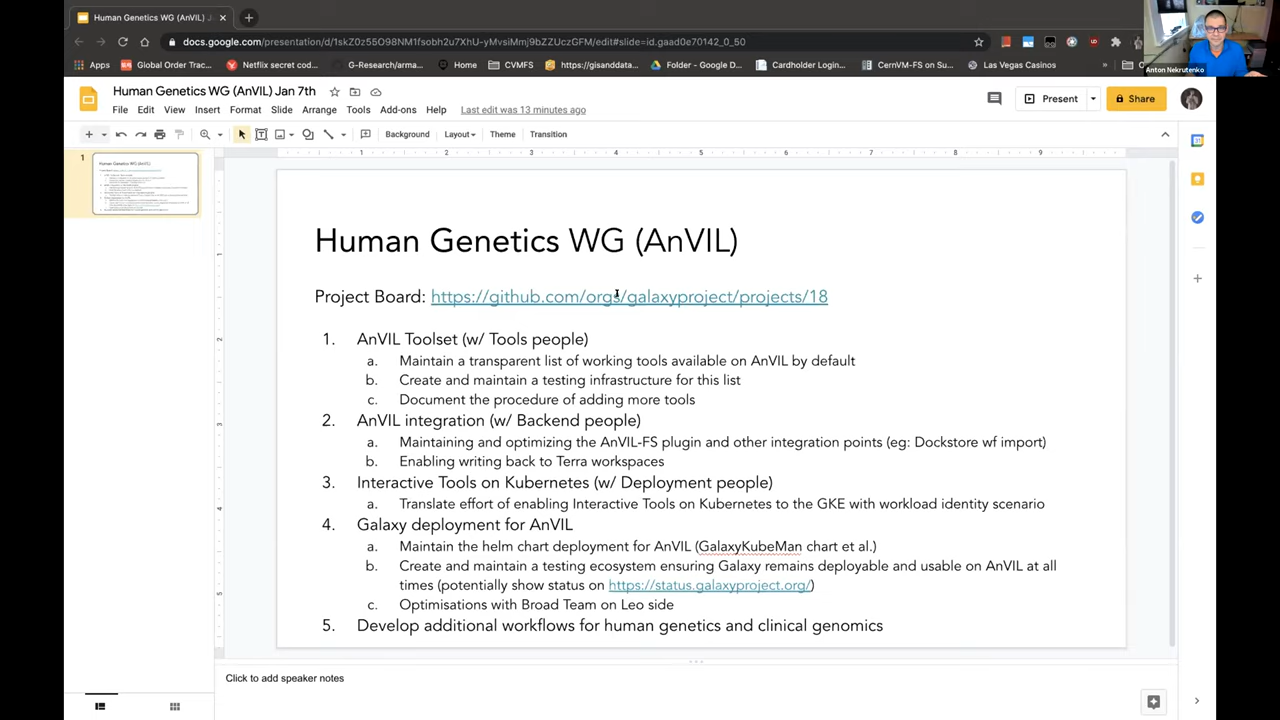 Human Genetics WG (AnVIL) Jan 7th
Apps
Global Order Trac...
Netflix secret cod...
G-Research/arma...
Home
CVMFS
https://gisanddata...
Folder - Google D...
Cardholder Login...
CernVM-FS on Su...
Las Vegas Casinos
Anton Nekrutenko
Human Genetics WG (AnVIL) Jan 7th
File Edit View Insert Format Slide Arrange Tools Add-ons
Last edit was 13 minutes ago
Present
Share
Background Layout Theme Transition
1
Human Genetics WG (AnVIL)
Project Board: https://github.com/orgs/galaxyproject/projects/18
1. AnVIL Toolset (w/ Tools people)
a. Maintain a transparent list of working tools available on AnVIL by default
b. Create and maintain a testing infrastructure for this list
c. Document the procedure of adding more tools
2. AnVIL integration (w/ Backend people)
a. Maintaining and optimizing the AnVIL-FS plugin and other integration points (eg: Dockstore wf import)
b. Enabling writing back to Terra workspaces
3. Interactive Tools on Kubernetes (w/ Deployment people)
a. Translate effort of enabling Interactive Tools on Kubernetes to the GKE with workload identity scenario
4. Galaxy deployment for AnVIL
a. Maintain the helm chart deployment for AnVIL (GalaxyKubeMan chart et al.)
b. Create and maintain a testing ecosystem ensuring Galaxy remains deployable and usable on AnVIL at all
times (potentially show status on https://status.galaxyproject.org/)
c. Optimisations with Broad Team on Leo side
5. Develop additional workflows for human genetics and clinical genomics
Click to add speaker notes